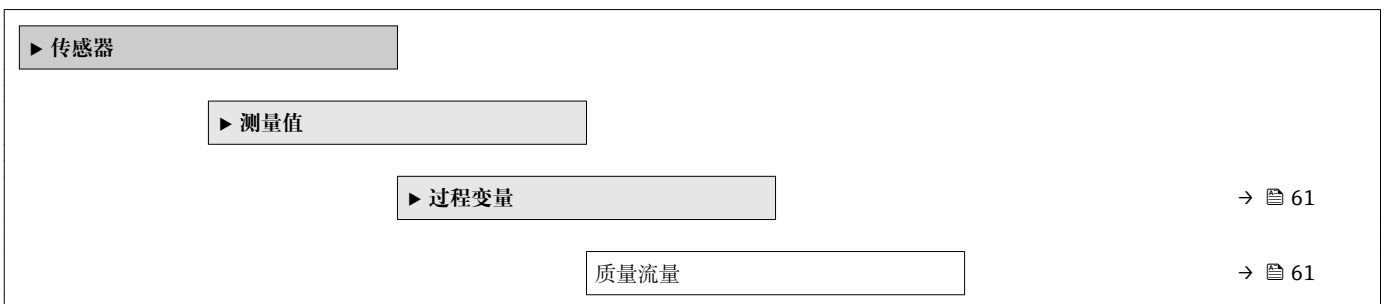 ▶ 传感器
▶ 测量值
▶ 过程变量 → 🖹 61
质量流量 → 🖹 61